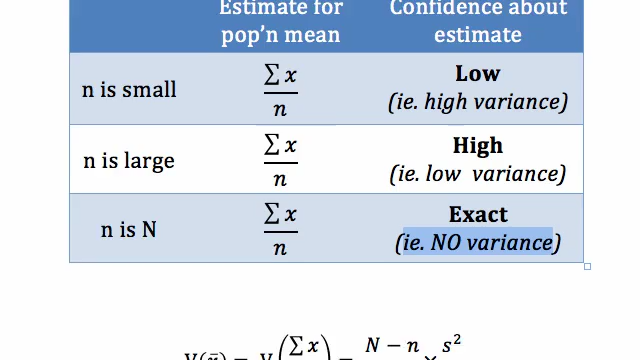 Estimate for Confidence about
pop'n mean estimate
n is small ∑x/n Low
(ie. high variance)
n is large ∑x/n High
(ie. low variance)
n is N ∑x/n Exact
(ie. NO variance)
V(x̄) = V(∑x = N − n × s²